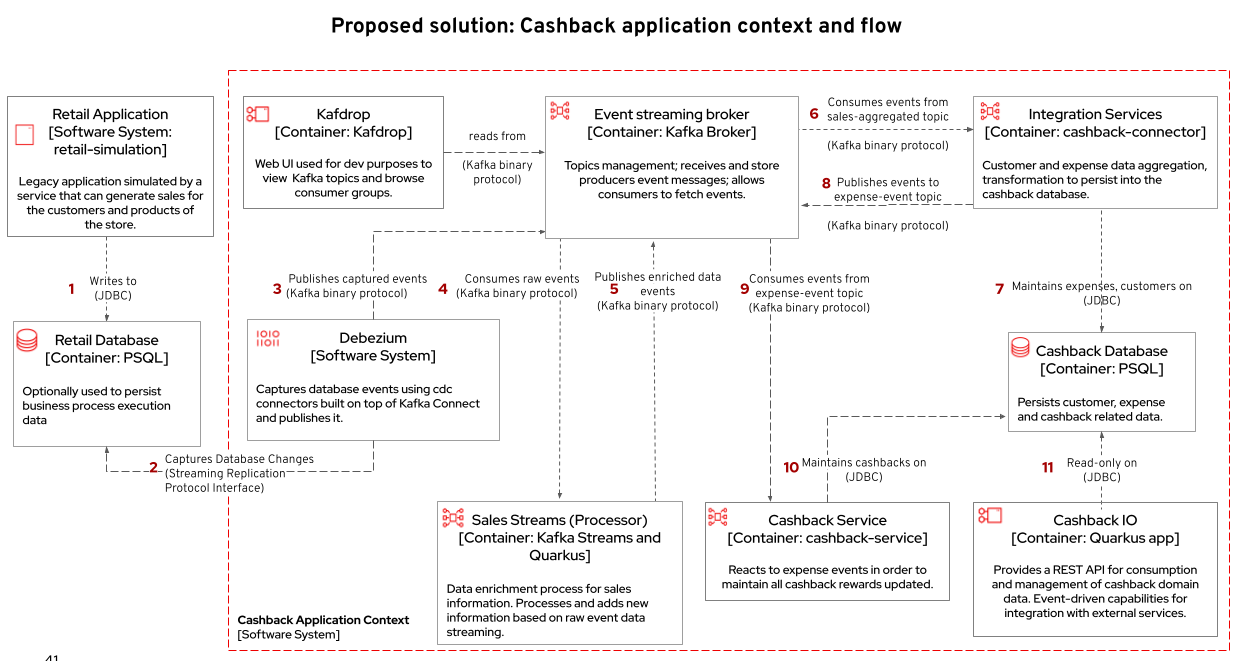 Proposed solution: Cashback application context and flow
Retail Application
[Software System:
retail-simulation]
Legacy application simulated by a
service that can generate sales for
the customers and products of
the store.
Kafdrop
[Container: Kafdrop]
Web UI used for dev purposes to
view Kafka topics and browse
consumer groups.
reads from
(Kafka binary
protocol)
Event streaming broker
[Container: Kafka Broker]
Topics management; receives and store
producers event messages; allows
consumers to fetch events.
6
Consumes events from
sales-aggregated topic
(Kafka binary protocol)
8
Publishes events to
expense-event topic
(Kafka binary protocol)
Integration Services
[Container: cashback-connector]
Customer and expense data aggregation,
transformation to persist into the
cashback database.
1
Writes to
(JDBC)
3
Publishes captured events
(Kafka binary protocol)
4
Consumes raw events
(Kafka binary protocol)
5
Publishes enriched data
events
(Kafka binary protocol)
9
Consumes events from
expense-event topic
(Kafka binary protocol)
7
Maintains expenses, customers on
(JDBC)
Retail Database
[Container: PSQL]
Optionally used to persist
business process execution
data
1010
11011
Debezium
[Software System]
Captures database events using cdc
connectors built on top of Kafka Connect
and publishes it.
Cashback Database
[Container: PSQL]
Persists customer, expense
and cashback related data.
2
Captures Database Changes
(Streaming Replication
Protocol Interface)
10
Maintains cashbacks on
(JDBC)
11
Read-only on
(JDBC)
Sales Streams (Processor)
[Container: Kafka Streams and
Quarkus]
Data enrichment process for sales
information. Processes and adds new
information based on raw event data
streaming.
Cashback Service
[Container: cashback-service]
Reacts to expense events in order to
maintain all cashback rewards updated.
Cashback IO
[Container: Quarkus app]
Provides a REST API for consumption
and management of cashback domain
data. Event-driven capabilities for
integration with external services.
Cashback Application Context
[Software System]
41